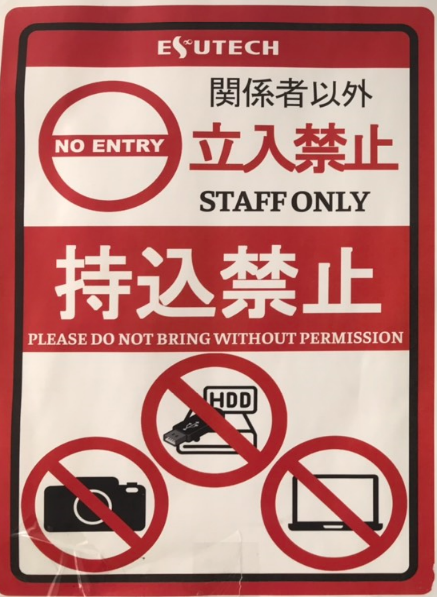 ESUTECH
関係者以外
NO ENTRY
立入禁止
STAFF ONLY
持込禁止
PLEASE DO NOT BRING WITHOUT PERMISSION
HDD